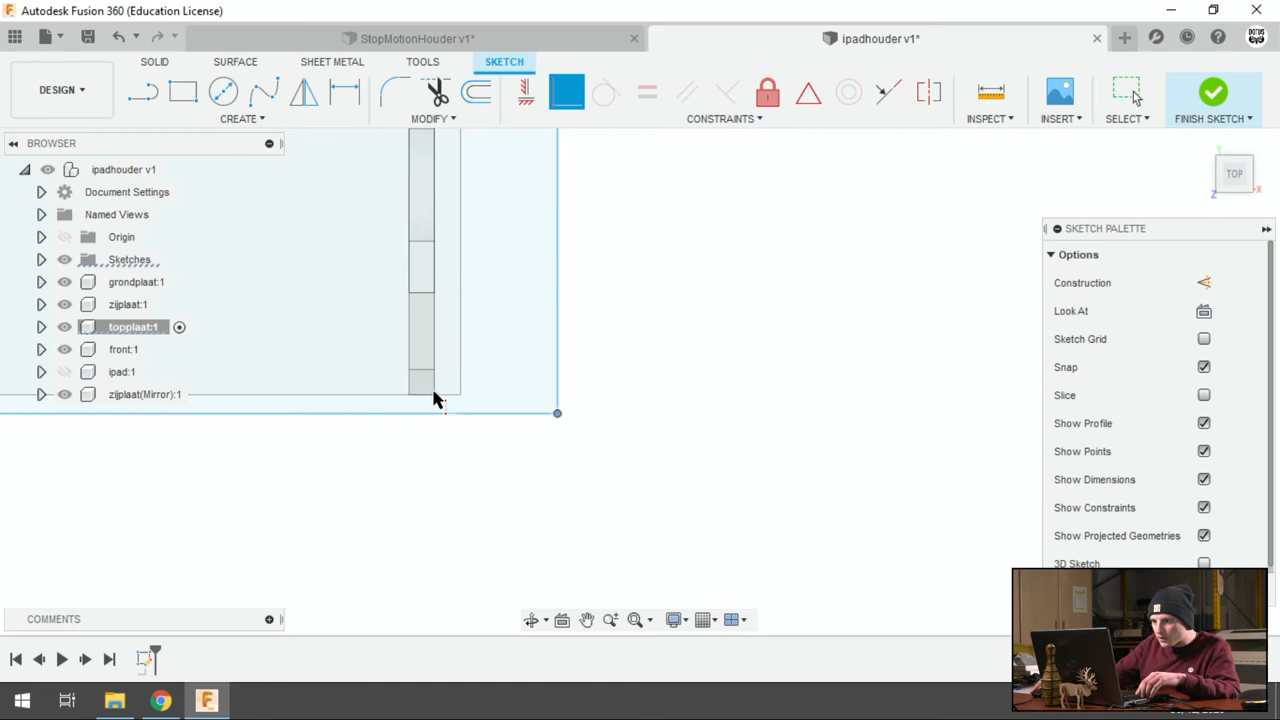 Autodesk Fusion 360 (Education License)
StopMotionHouder v1*
ipadhouder v1*
DESIGN
SOLID
SURFACE
SHEET METAL
TOOLS
SKETCH
CREATE
MODIFY
CONSTRAINTS
INSPECT
INSERT
SELECT
FINISH SKETCH
BROWSER
ipadhouder v1
Document Settings
Named Views
Origin
Sketches
grondplaat:1
zijplaat:1
topplaat:1
front:1
ipad:1
zijplaat(Mirror):1
TOP
Y
X
Z
SKETCH PALETTE
Options
Construction
Look At
Sketch Grid
Snap
Slice
Show Profile
Show Points
Show Dimensions
Show Constraints
Show Projected Geometries
3D Sketch
COMMENTS